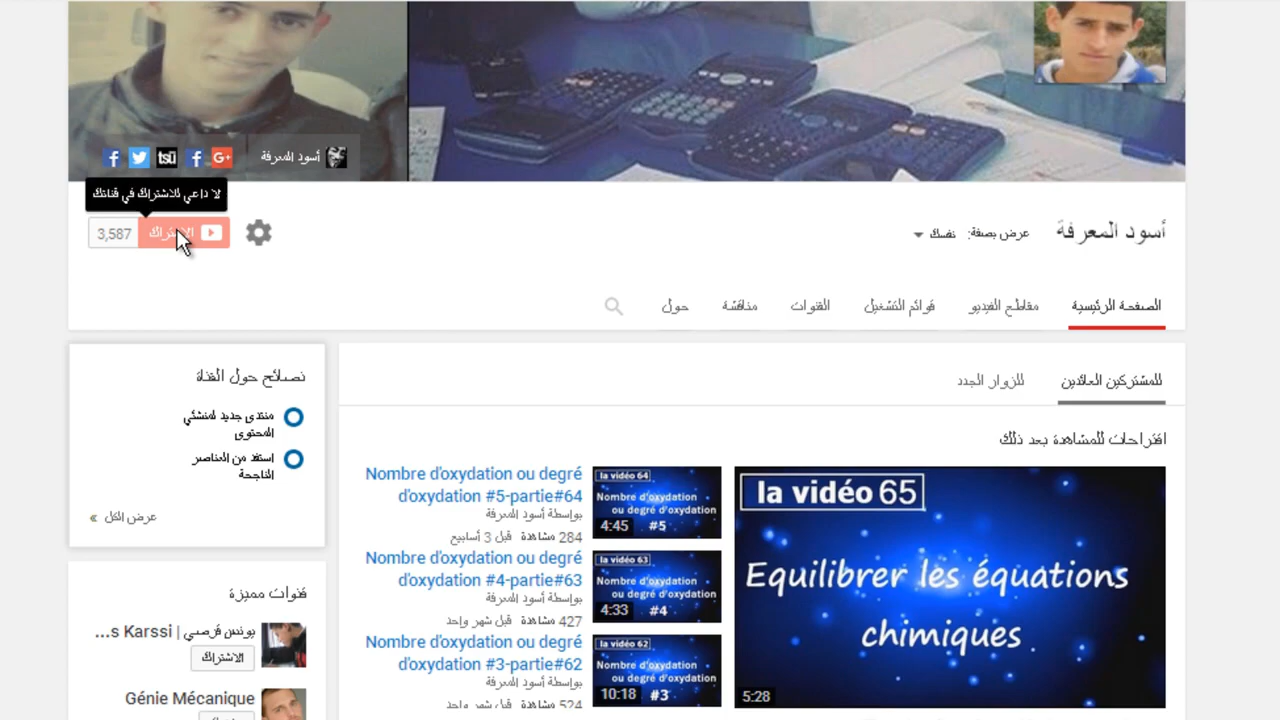 أسود المعرفة
لا داعي للاشتراك في قناتك
3,587
أسود المعرفة
عرض بصفة: نفسك
الصفحة الرئيسية
مقاطع الفيديو
قوائم التشغيل
القنوات
مناقشة
حول
للمشتركين العائدين
للزوار الجدد
اقتراحات للمشاهدة بعد ذلك
la vidéo 65
Equilibrer les équations
chimiques
5:28
la vidéo 64
Nombre d'oxydation
ou degré d'oxydation
4:45 #5
Nombre d'oxydation ou degré
d'oxydation #5-partie#64
بواسطة أسود المعرفة
284 مشاهدة قبل 3 أسابيع
la vidéo 63
Nombre d'oxydation
ou degré d'oxydation
4:33 #4
Nombre d'oxydation ou degré
d'oxydation #4-partie#63
بواسطة أسود المعرفة
427 مشاهدة قبل شهر واحد
la vidéo 62
Nombre d'oxydation
ou degré d'oxydation
10:18 #3
Nombre d'oxydation ou degré
d'oxydation #3-partie#62
بواسطة أسود المعرفة
524 مشاهدة قبل شهر واحد
نصائح حول القناة
منتدى جديد لمنشئي
المحتوى
استفد من العناصر
الناجحة
عرض الكل »
قنوات مميزة
يونس قرصي | s Karssi...
الاشتراك
Génie Mécanique